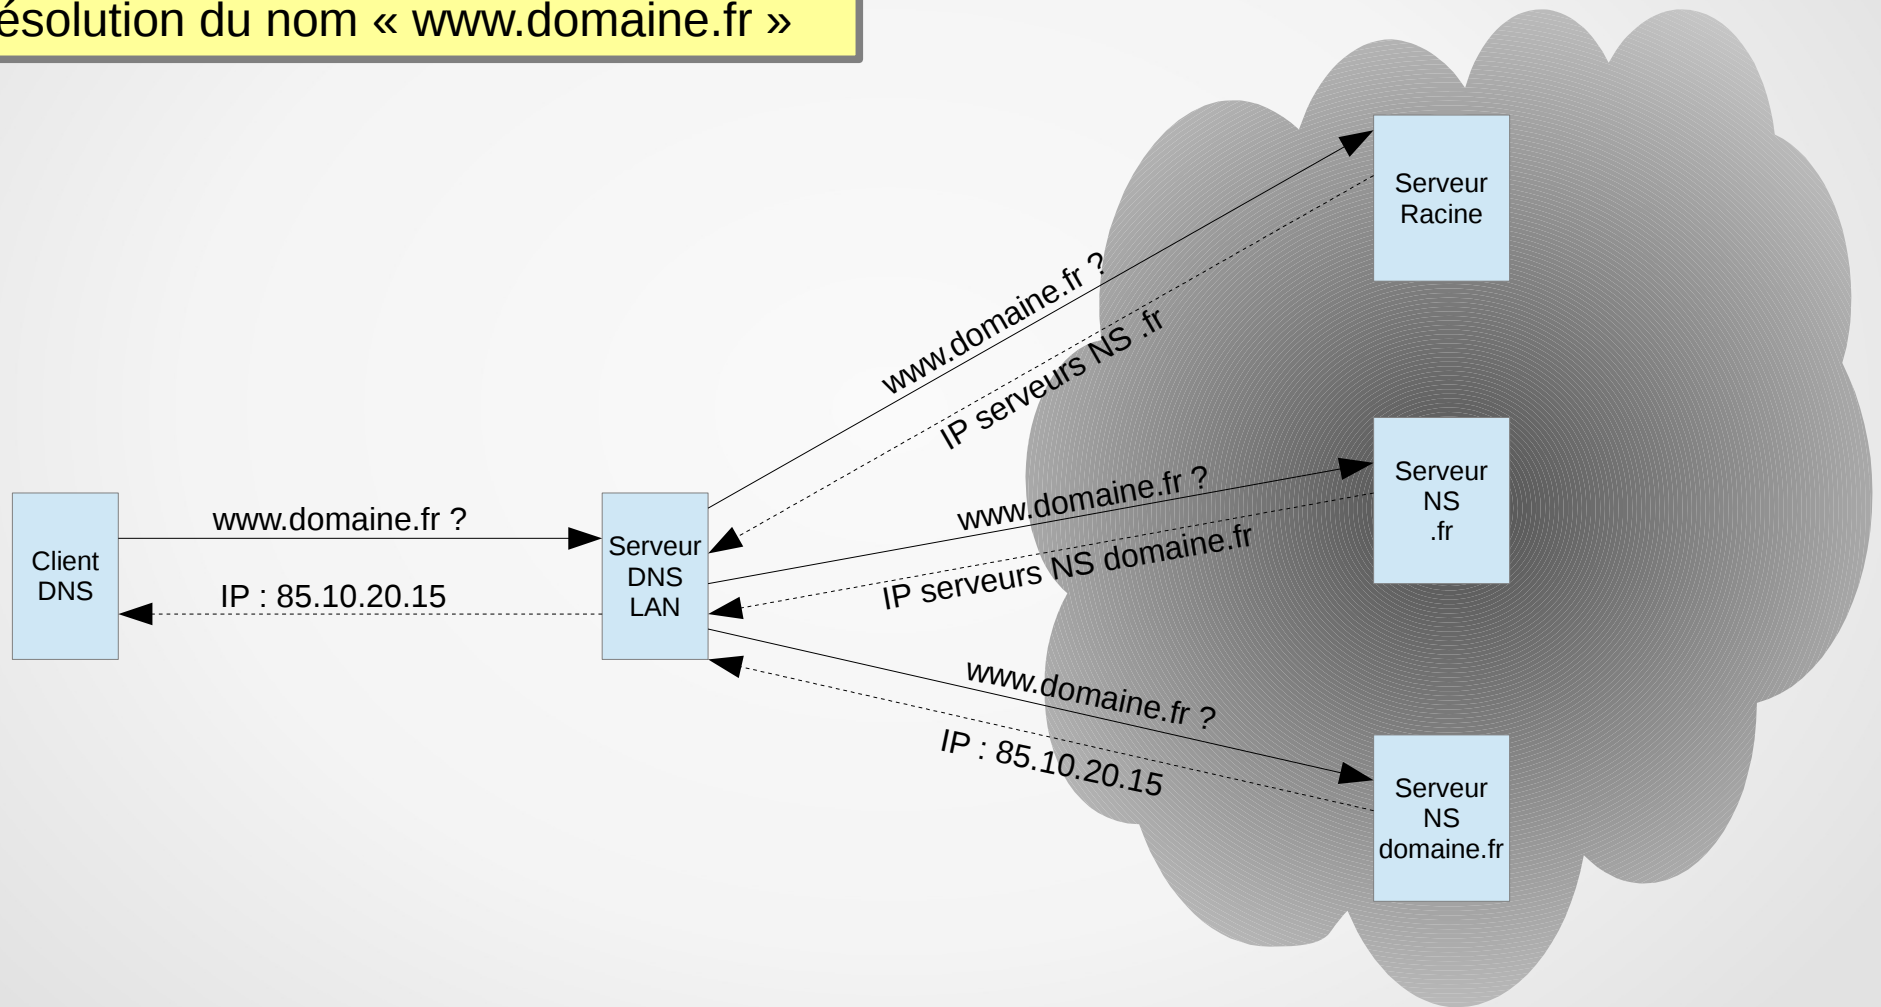 ésolution du nom « www.domaine.fr »
Serveur
Racine
www.domaine.fr ?
IP serveurs NS .fr
Serveur
NS
.fr
www.domaine.fr ?
IP serveurs NS domaine.fr
www.domaine.fr ?
Client
DNS
IP : 85.10.20.15
Serveur
DNS
LAN
www.domaine.fr ?
IP : 85.10.20.15
Serveur
NS
domaine.fr